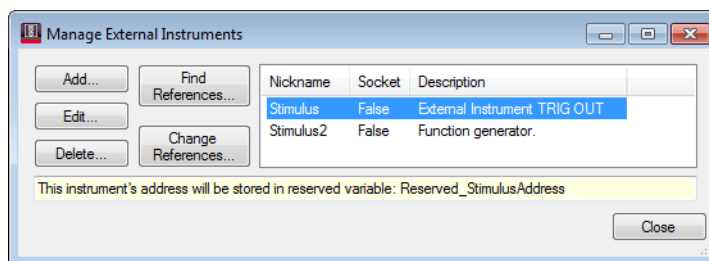 Manage External Instruments
Add...
Find
References...
Edit...
Delete...
Change
References...
Nickname Socket Description
Stimulus False External Instrument TRIG OUT
Stimulus2 False Function generator.
This instrument's address will be stored in reserved variable: Reserved_StimulusAddress
Close